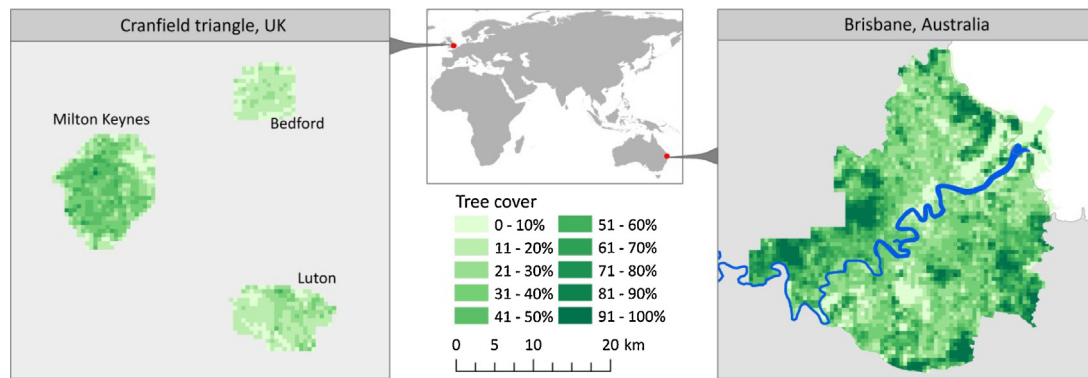 Cranfield triangle, UK
Brisbane, Australia
Milton Keynes
Bedford
Luton
Tree cover
0 - 10%
11 - 20%
21 - 30%
31 - 40%
41 - 50%
51 - 60%
61 - 70%
71 - 80%
81 - 90%
91 - 100%
0 5 10 20 km